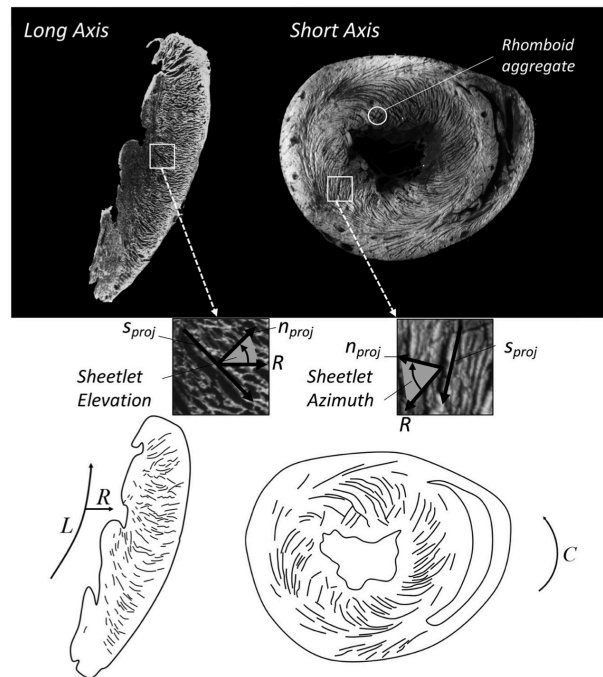 Long Axis
Short Axis
Rhomboid
aggregate
s_proj
n_proj
Sheetlet
Elevation
R
n_proj
s_proj
Sheetlet
Azimuth
R
L
R
C